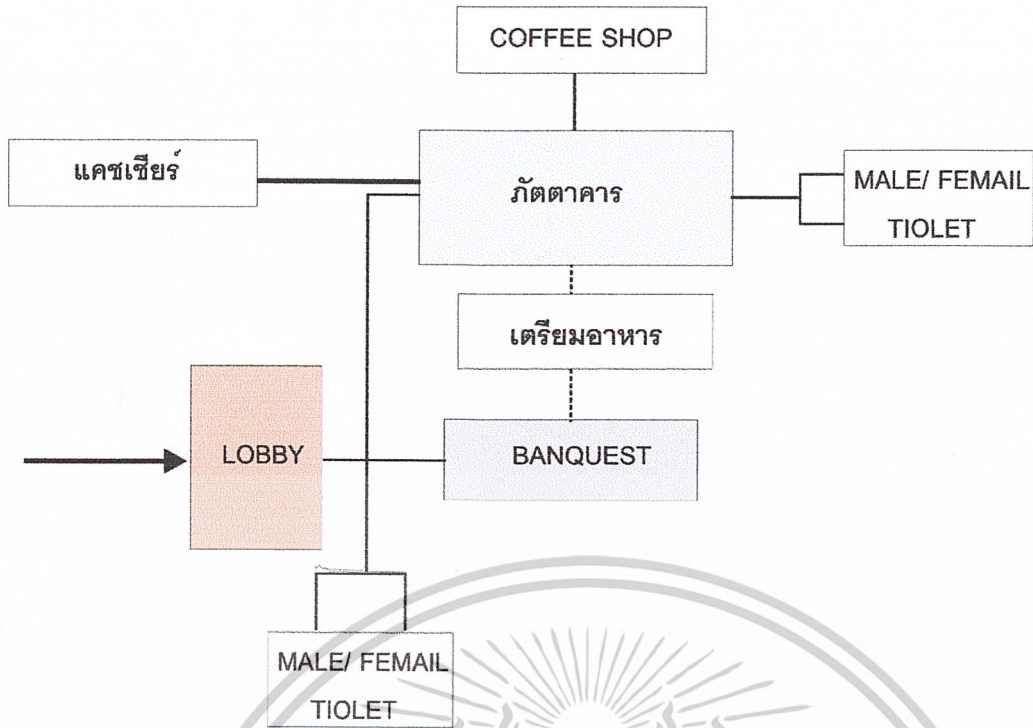 COFFEE SHOP
แคชเชียร์
ภัตตาคาร
MALE/ FEMAIL
TIOLET
เตรียมอาหาร
LOBBY
BANQUEST
MALE/ FEMAIL
TIOLET